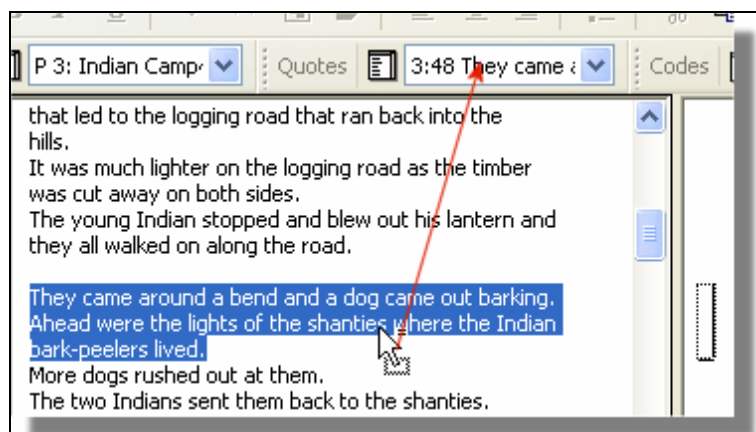 P 3: Indian Camp Quotes 3:48 They came a Codes
that led to the logging road that ran back into the
hills.
It was much lighter on the logging road as the timber
was cut away on both sides.
The young Indian stopped and blew out his lantern and
they all walked on along the road.
They came around a bend and a dog came out barking.
Ahead were the lights of the shanties where the Indian
bark-peelers lived.
More dogs rushed out at them.
The two Indians sent them back to the shanties.